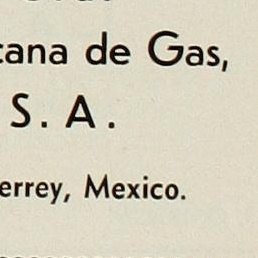 cana de Gas,
S. A.
errey, Mexico.